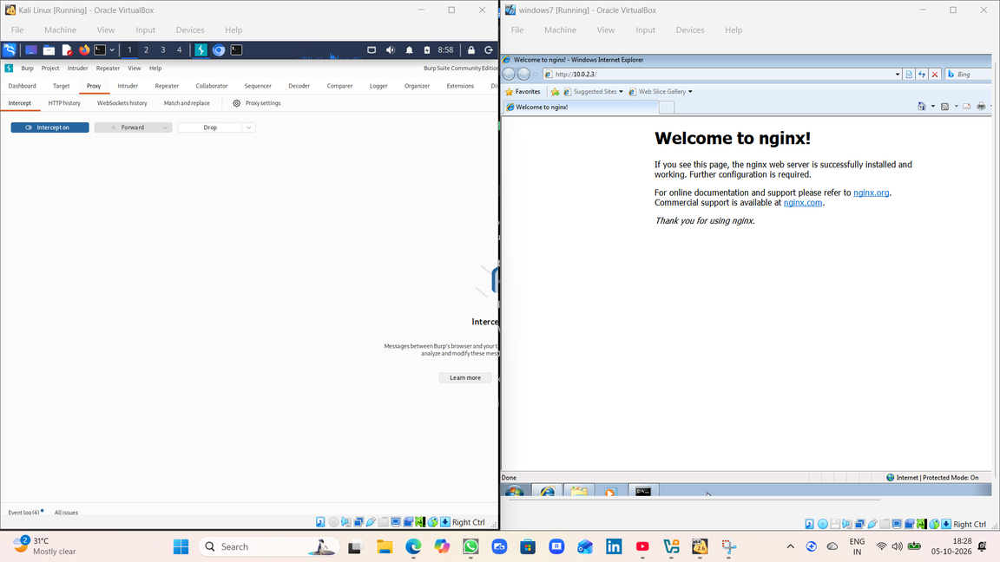 Kali Linux [Running] - Oracle VirtualBox
File Machine View Input Devices Help
1 2 3 4 8:58
Burp Project Intruder Repeater View Help Burp Suite Community Edition
Dashboard Target Proxy Intruder Repeater Collaborator Sequencer Decoder Comparer Logger Organizer Extensions
Intercept HTTP history WebSockets history Match and replace Proxy settings
Intercept on Forward Drop
Interce
Messages between Burp's browser and your t
analyze and modify these mess
Learn more
Event log (4) All issues
Right Ctrl
windows7 [Running] - Oracle VirtualBox
File Machine View Input Devices Help
Welcome to nginx! - Windows Internet Explorer
http://10.0.2.3/ Bing
Favorites Suggested Sites Web Slice Gallery
Welcome to nginx!
Welcome to nginx!
If you see this page, the nginx web server is successfully installed and
working. Further configuration is required.
For online documentation and support please refer to nginx.org.
Commercial support is available at nginx.com.
Thank you for using nginx.
Done Internet | Protected Mode: On
Right Ctrl
2 31°C
Mostly clear
Search
ENG
IN
18:28
05-10-2026